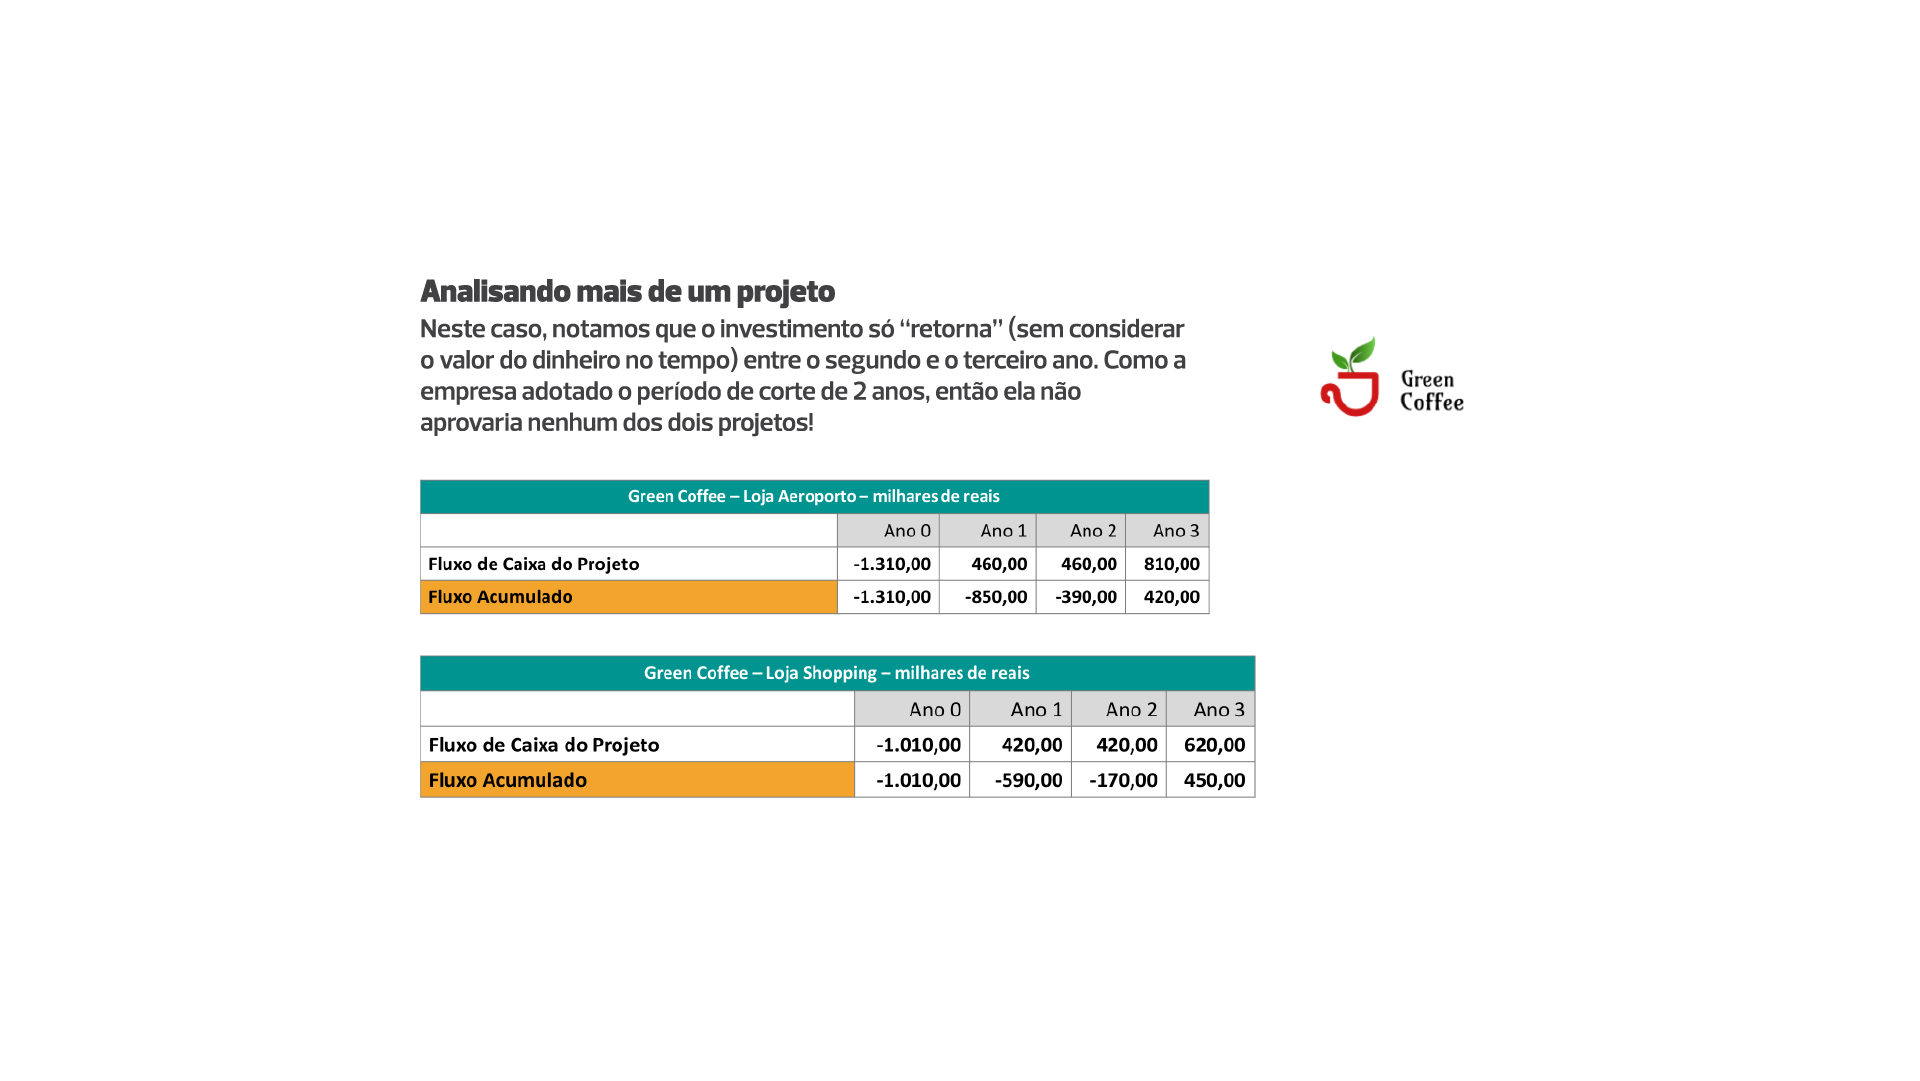 Analisando mais de um projeto
Neste caso, notamos que o investimento só “retorna” (sem considerar
o valor do dinheiro no tempo) entre o segundo e o terceiro ano. Como a
empresa adotado o período de corte de 2 anos, então ela não
aprovaria nenhum dos dois projetos!
Green
Coffee
Green Coffee – Loja Aeroporto – milhares de reais
Ano 0 Ano 1 Ano 2 Ano 3
Fluxo de Caixa do Projeto -1.310,00 460,00 460,00 810,00
Fluxo Acumulado -1.310,00 -850,00 -390,00 420,00
Green Coffee – Loja Shopping – milhares de reais
Ano 0 Ano 1 Ano 2 Ano 3
Fluxo de Caixa do Projeto -1.010,00 420,00 420,00 620,00
Fluxo Acumulado -1.010,00 -590,00 -170,00 450,00